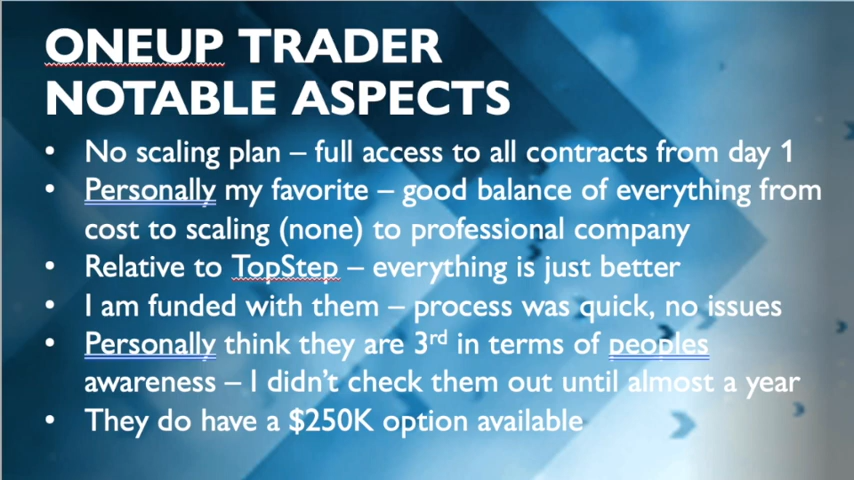 ONEUP TRADER
NOTABLE ASPECTS
• No scaling plan – full access to all contracts from day 1
• Personally my favorite – good balance of everything from
cost to scaling (none) to professional company
• Relative to TopStep – everything is just better
• I am funded with them – process was quick, no issues
• Personally think they are 3rd in terms of peoples
awareness – I didn't check them out until almost a year
• They do have a $250K option available